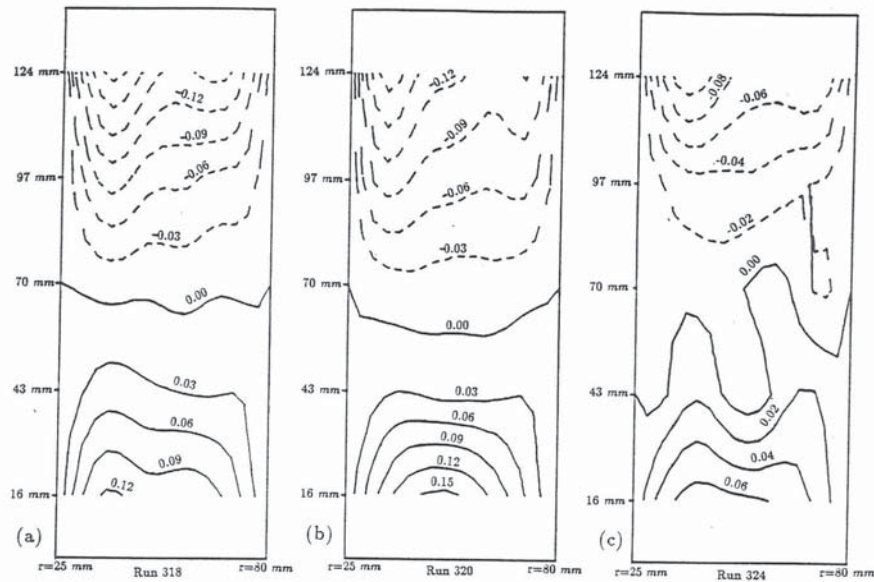 124 mm
97 mm
70 mm
43 mm
16 mm
-0.12
-0.09
-0.06
-0.03
0.00
0.03
0.06
0.09
0.12
(a)
r=25 mm
Run 318
r=80 mm
124 mm
97 mm
70 mm
43 mm
16 mm
-0.12
-0.09
-0.06
-0.03
0.00
0.03
0.06
0.09
0.12
0.15
(b)
r=25 mm
Run 320
r=80 mm
124 mm
97 mm
70 mm
43 mm
16 mm
-0.08
-0.06
-0.04
-0.02
0.00
0.02
0.04
0.06
(c)
r=25 mm
Run 324
r=80 mm